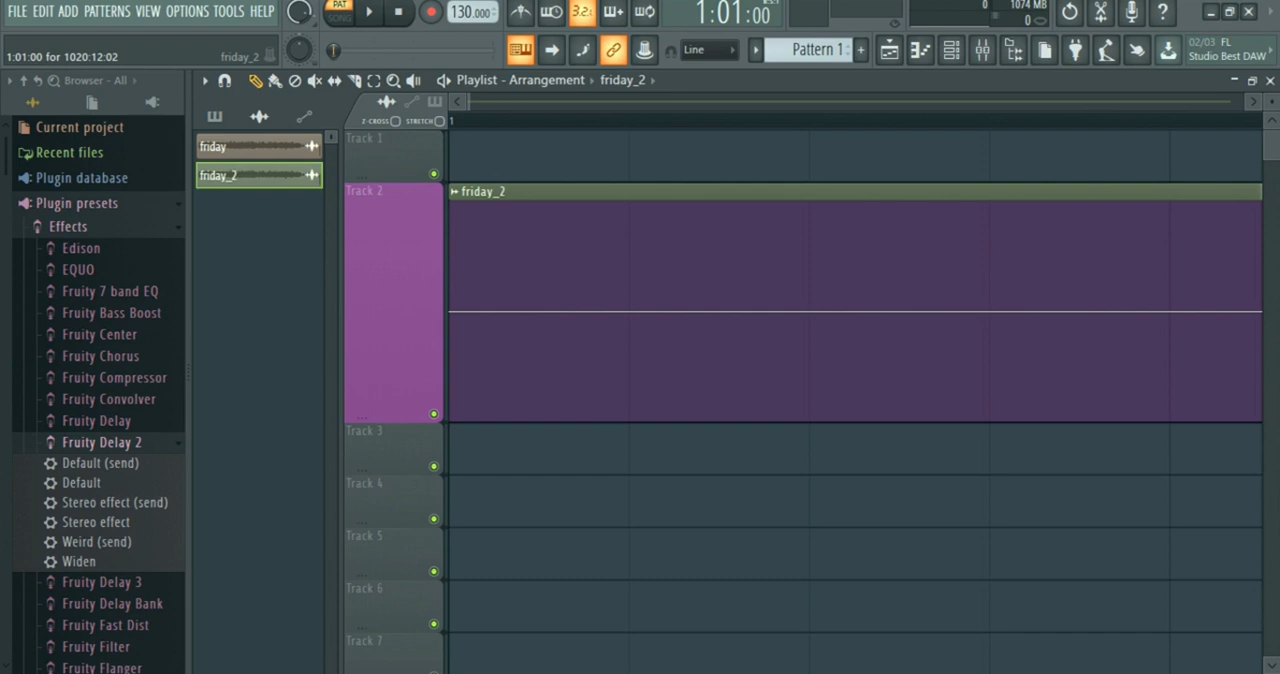 FILE EDIT ADD PATTERNS VIEW OPTIONS TOOLS HELP
PAT
SONG
130.000
3.2.
1:01:00
0
1074 MB
0
1:01:00 for 1020:12:02
friday_2
Line
Pattern 1
02/03 FL
Studio Best DAW
Browser - All
Playlist - Arrangement
friday_2
Z-CROSS
STRETCH
1
Current project
Recent files
Plugin database
Plugin presets
Effects
Edison
EQUO
Fruity 7 band EQ
Fruity Bass Boost
Fruity Center
Fruity Chorus
Fruity Compressor
Fruity Convolver
Fruity Delay
Fruity Delay 2
Default (send)
Default
Stereo effect (send)
Stereo effect
Weird (send)
Widen
Fruity Delay 3
Fruity Delay Bank
Fruity Fast Dist
Fruity Filter
Fruity Flanger
friday
friday_2
Track 1
Track 2
friday_2
Track 3
Track 4
Track 5
Track 6
Track 7